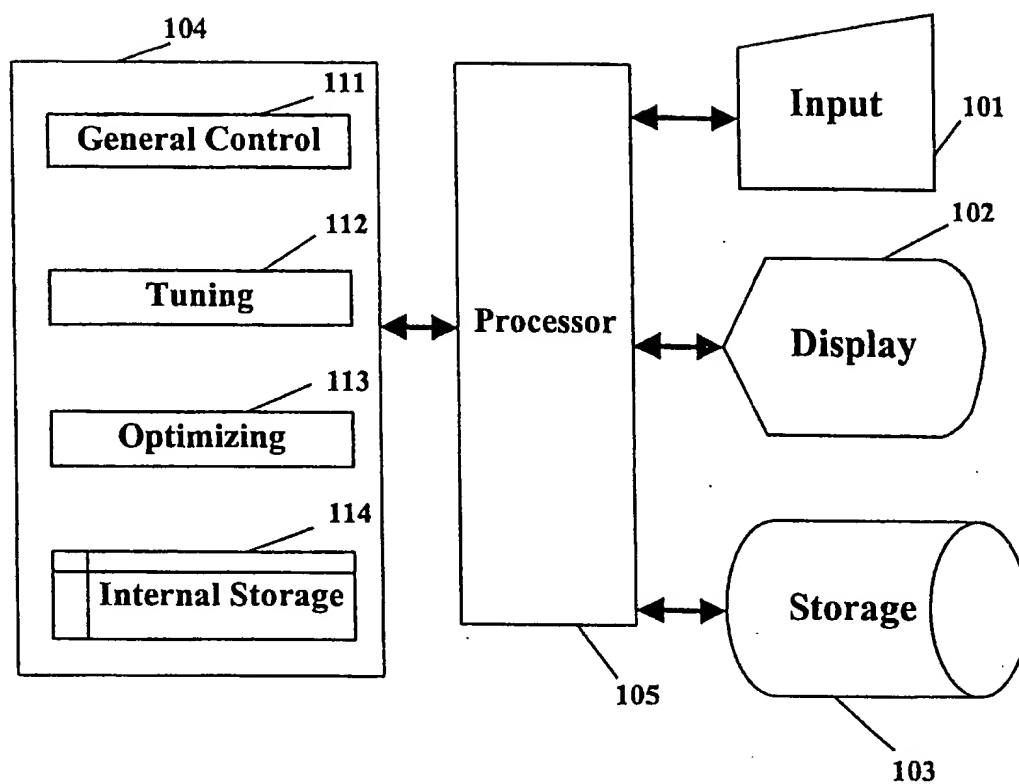 104
111
General Control
112
Tuning
113
Optimizing
114
Internal Storage
Processor
105
Input
101
102
Display
Storage
103